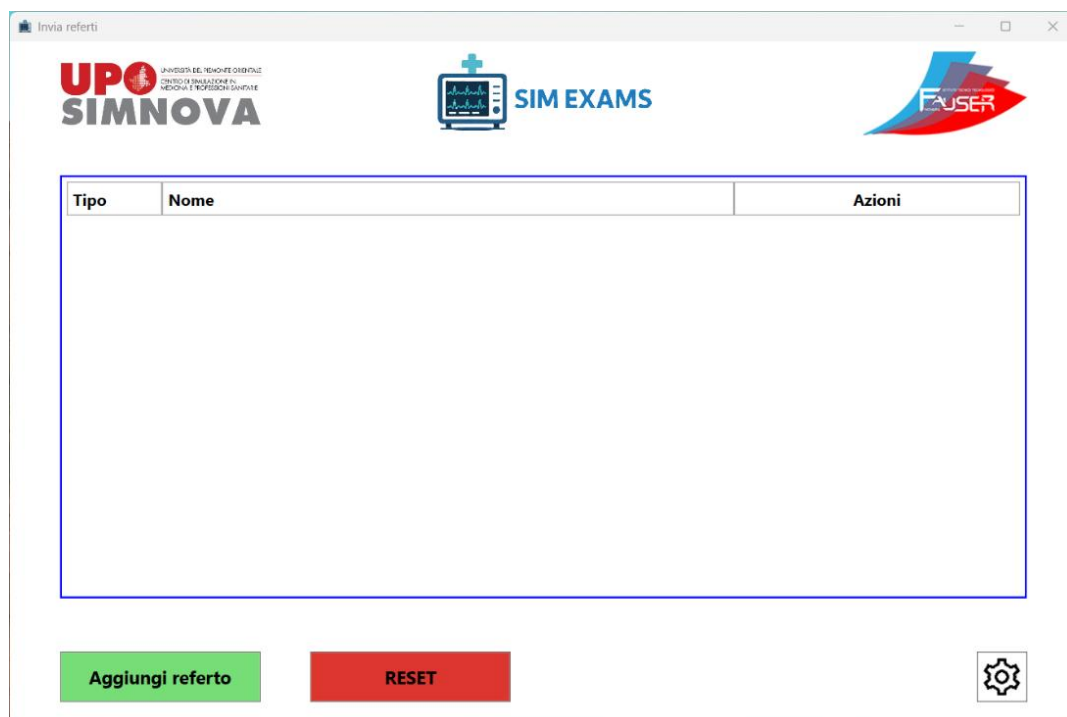 Invia referti
UPO
UNIVERSITÀ DEL PIEMONTE ORIENTALE
CENTRO DI SIMULAZIONE IN
MEDICINA E PROFESSIONI SANITARIE
SIMNOVA
SIM EXAMS
FAUSER
Tipo Nome Azioni
Aggiungi referto RESET